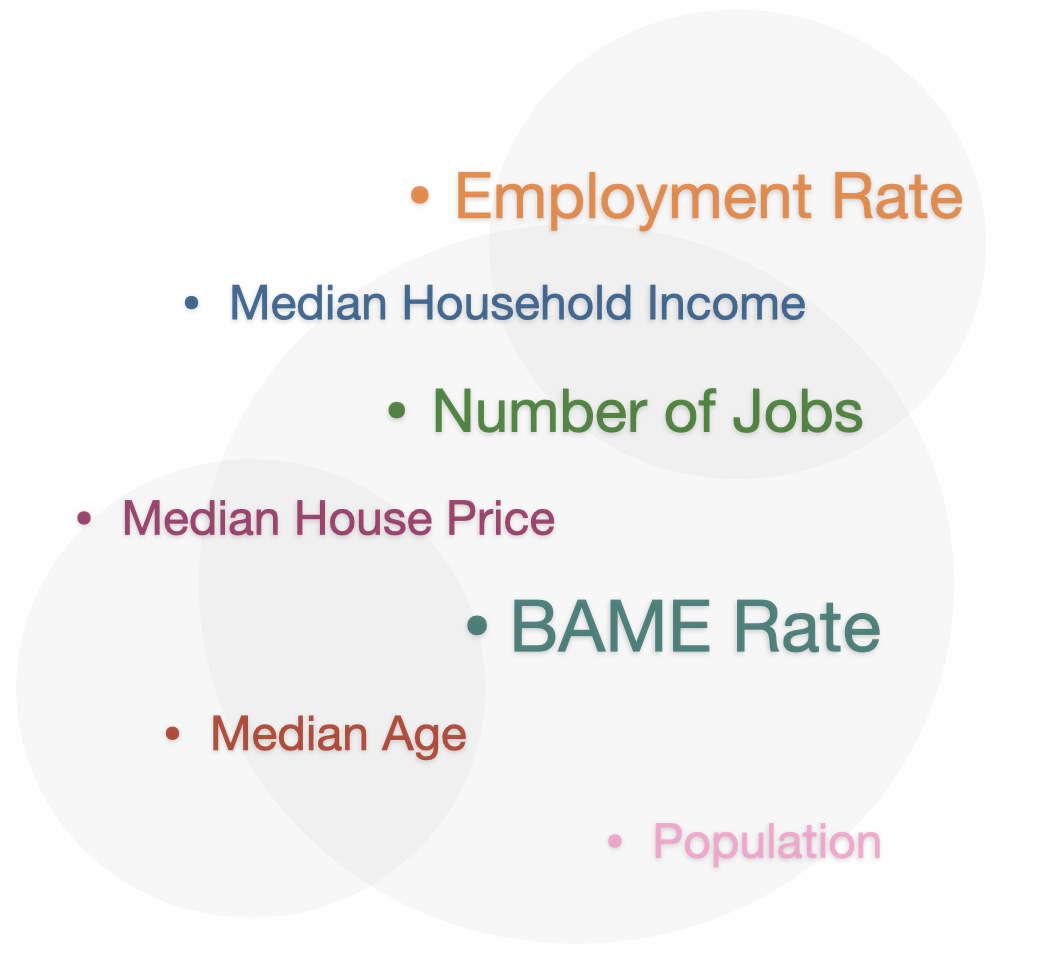 • Employment Rate
• Median Household Income
• Number of Jobs
• Median House Price
• BAME Rate
• Median Age
• Population